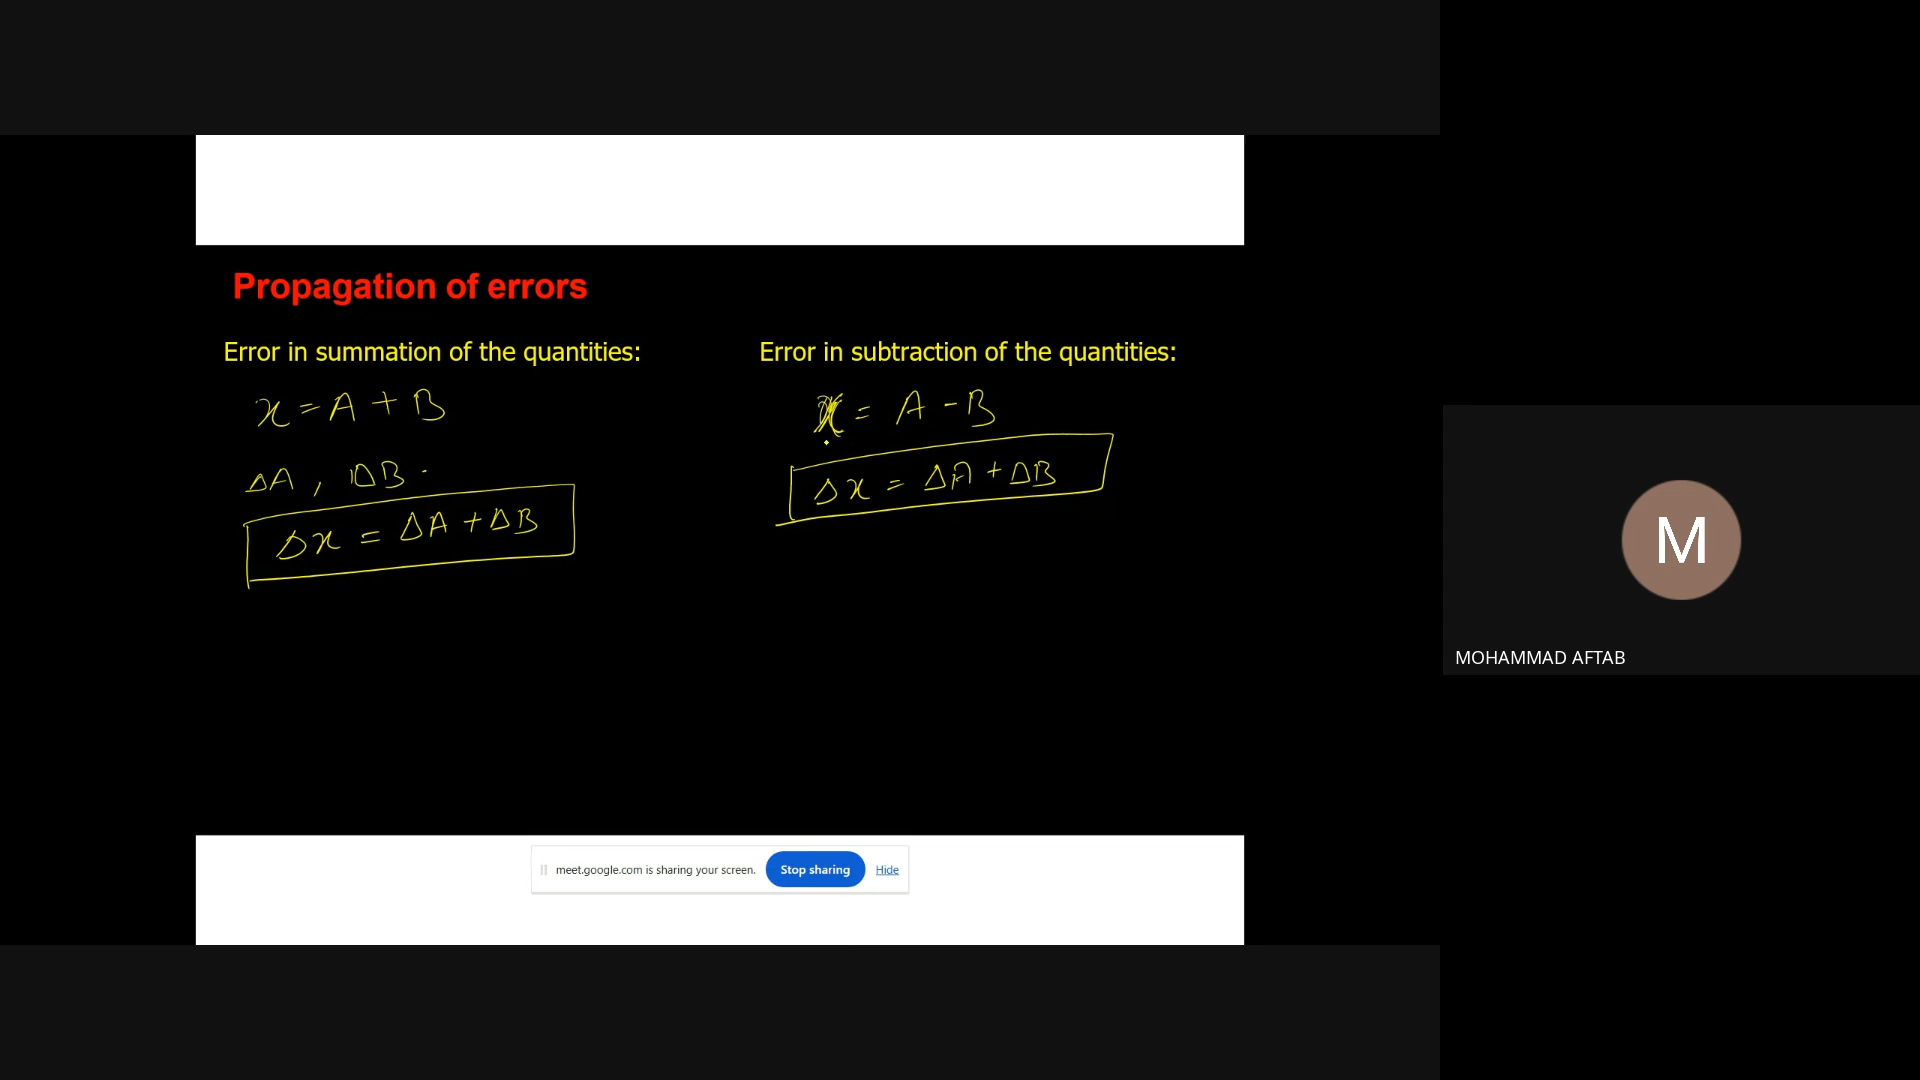 Propagation of errors
Error in summation of the quantities:
x = A + B
ΔA , ΔB .
Δx = ΔA + ΔB
Error in subtraction of the quantities:
x = A - B
Δx = ΔA + ΔB
M
MOHAMMAD AFTAB
meet.google.com is sharing your screen. Stop sharing Hide